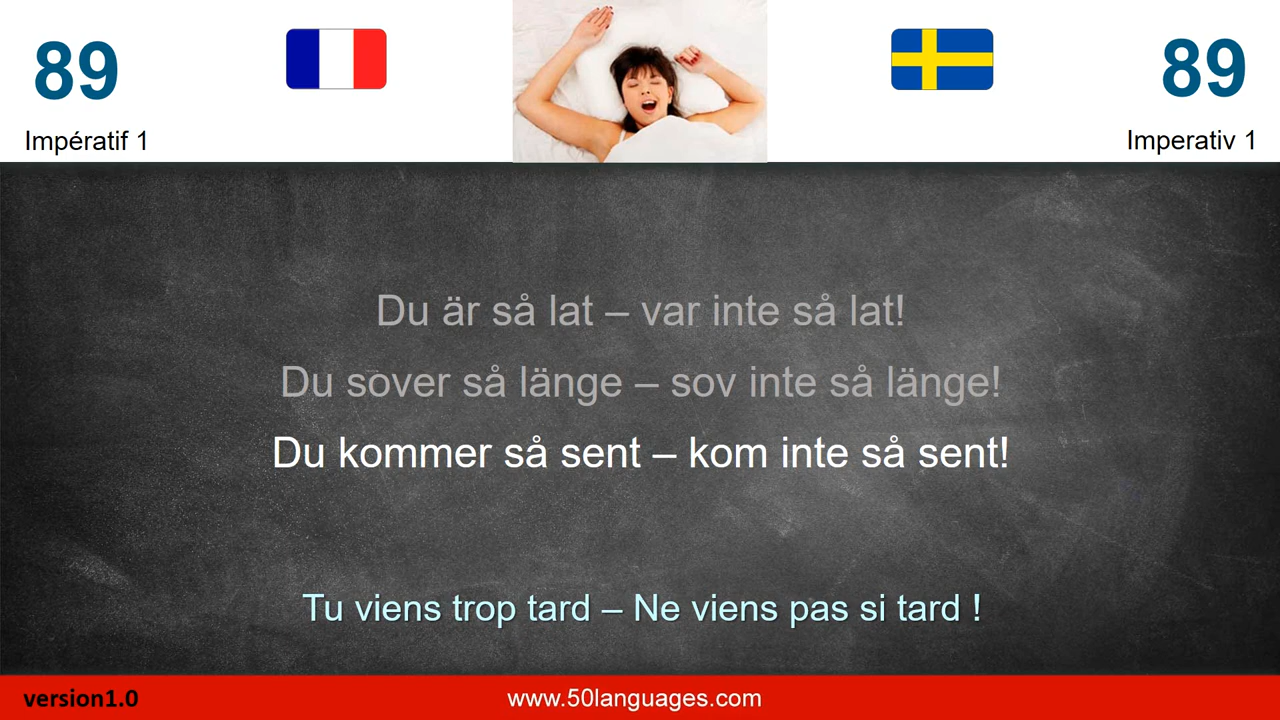 89
89
Impératif 1
Imperativ 1
Du är så lat – var inte så lat!
Du sover så länge – sov inte så länge!
Du kommer så sent – kom inte så sent!
Tu viens trop tard – Ne viens pas si tard !
version1.0
www.50languages.com